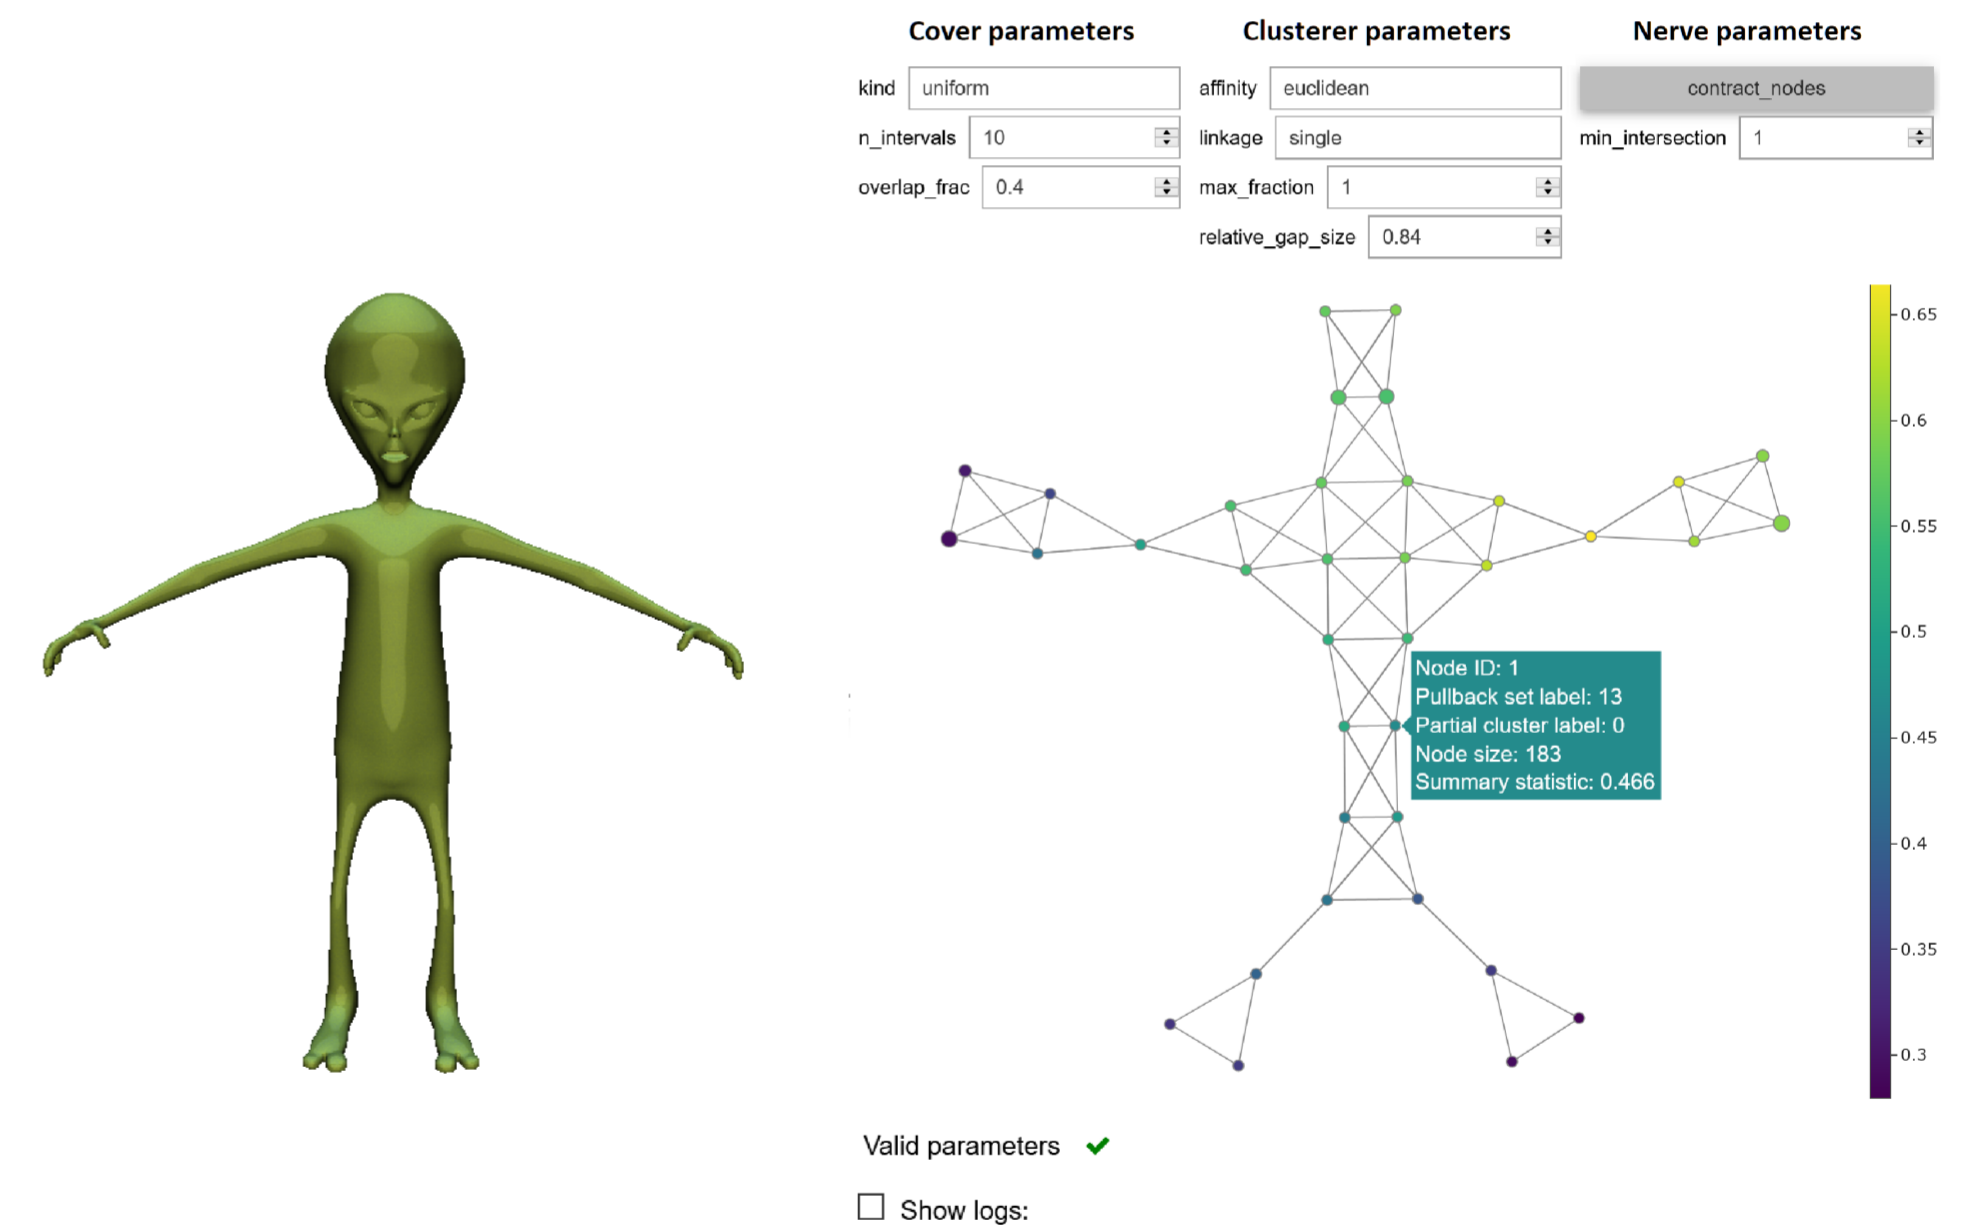 Cover parameters
Clusterer parameters
Nerve parameters
kind uniform
affinity euclidean
contract_nodes
n_intervals 10
linkage single
min_intersection 1
overlap_frac 0.4
max_fraction 1
relative_gap_size 0.84
0.65
0.6
0.55
0.5
0.45
0.4
0.35
0.3
Node ID: 1
Pullback set label: 13
Partial cluster label: 0
Node size: 183
Summary statistic: 0.466
Valid parameters
Show logs: